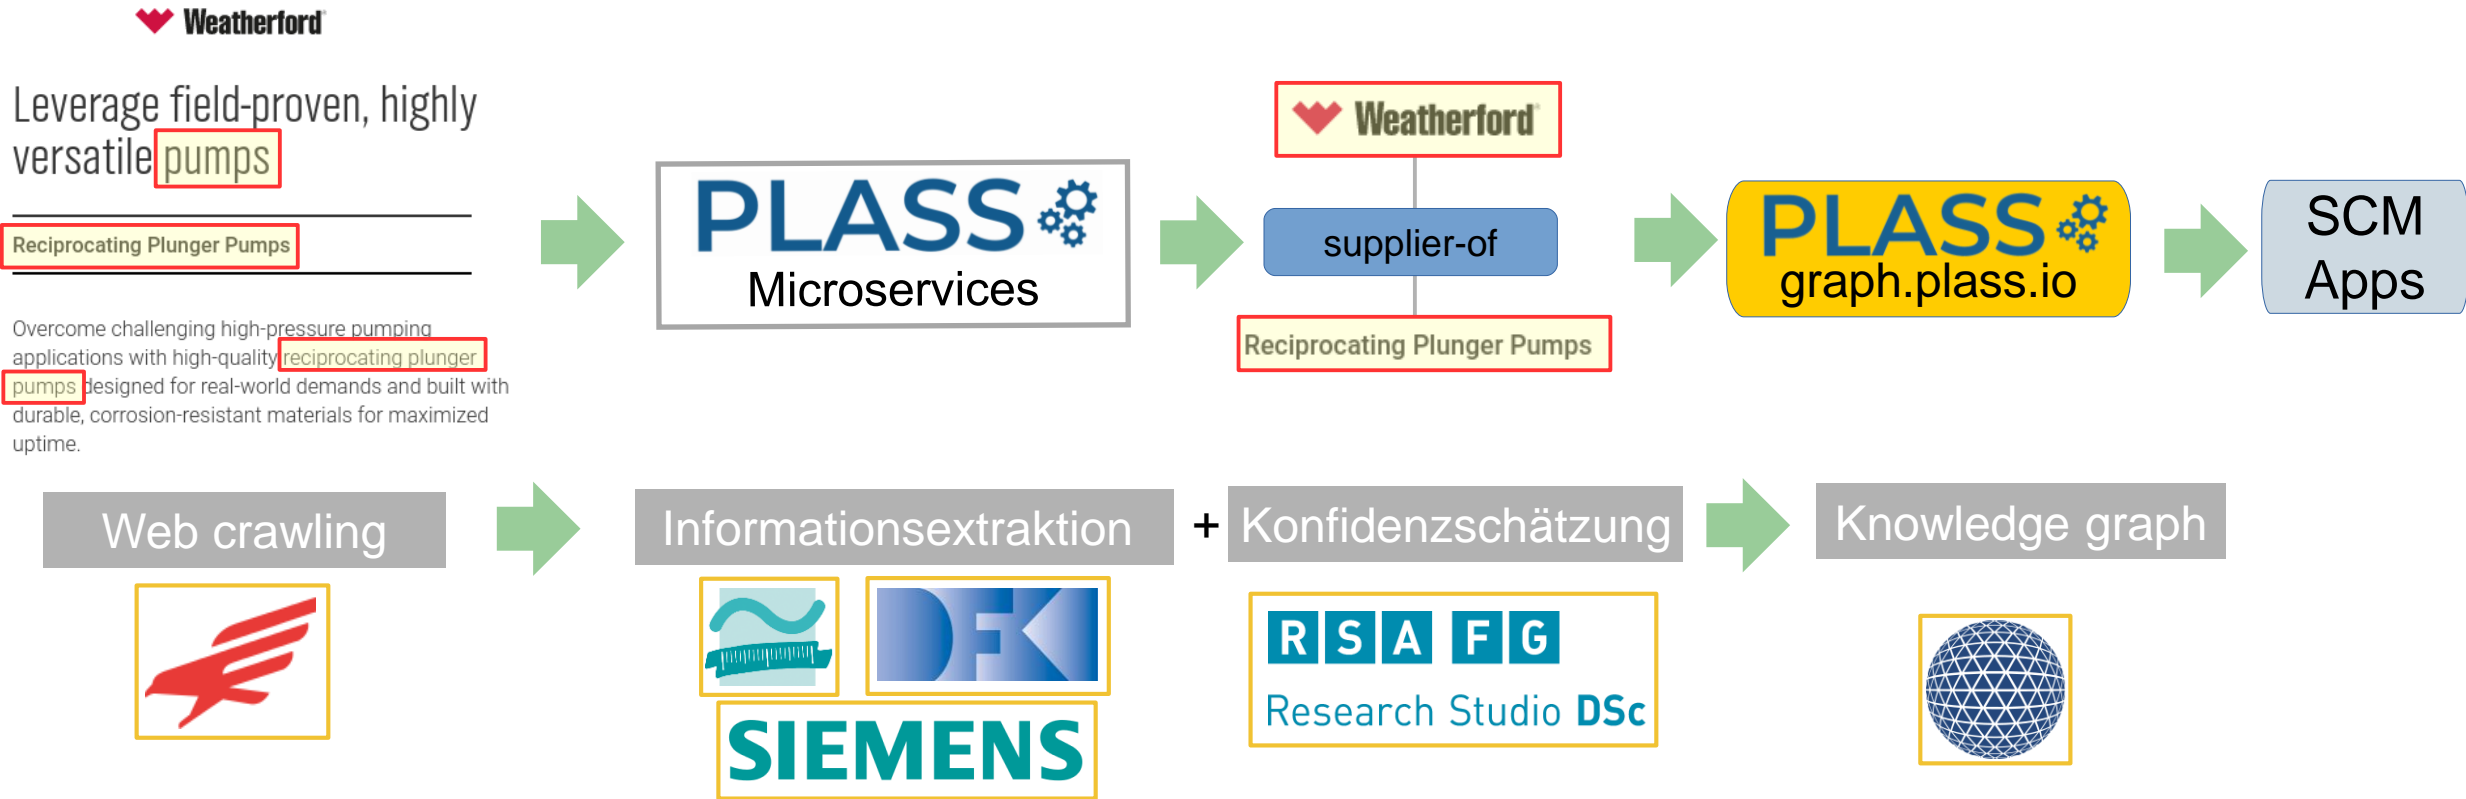 Weatherford
Leverage field-proven, highly
versatile pumps
Reciprocating Plunger Pumps
Overcome challenging high-pressure pumping
applications with high-quality reciprocating plunger
pumps designed for real-world demands and built with
durable, corrosion-resistant materials for maximized
uptime.
PLASS
Microservices
Weatherford
supplier-of
Reciprocating Plunger Pumps
PLASS
graph.plass.io
SCM
Apps
Web crawling
Informationsextraktion
+
Konfidenzschätzung
Knowledge graph
DFK
SIEMENS
RSA FG
Research Studio DSc